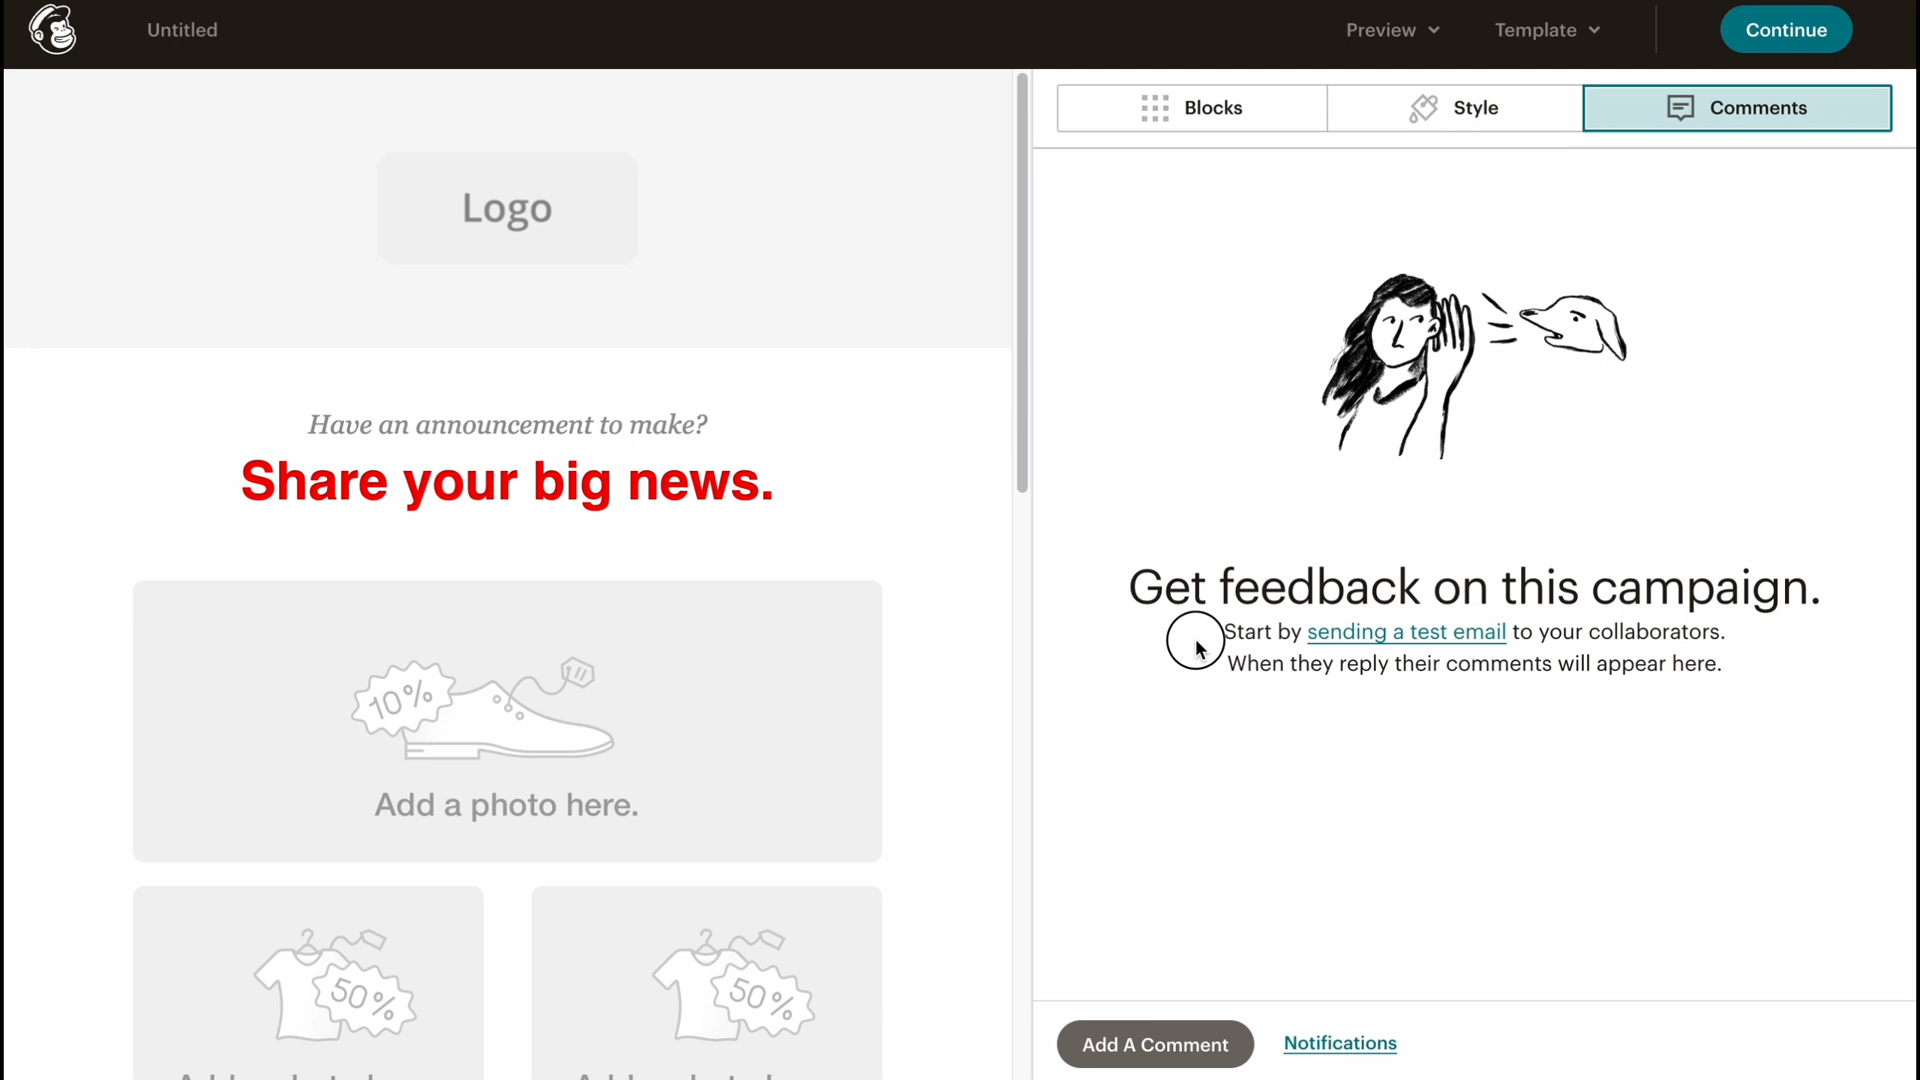 Untitled
Preview
Template
Continue
Blocks
Style
Comments
Logo
Have an announcement to make?
Share your big news.
10%
Add a photo here.
50%
50%
Get feedback on this campaign.
Start by sending a test email to your collaborators.
When they reply their comments will appear here.
Add A Comment
Notifications